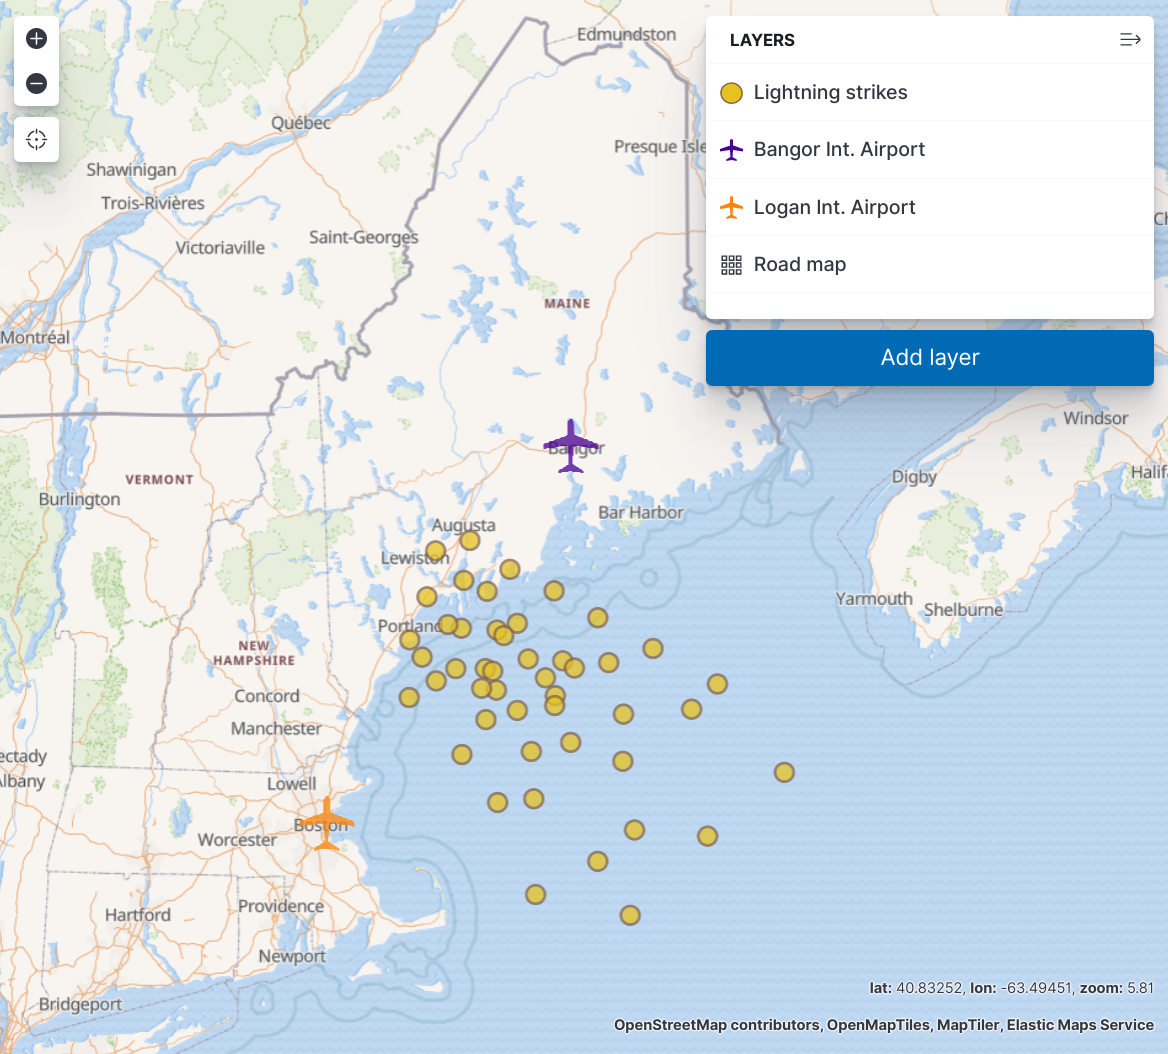 Edmundston
LAYERS
Lightning strikes
Québec
Presque Isle
Bangor Int. Airport
Shawinigan
Trois-Rivières
Logan Int. Airport
Victoriaville
Saint-Georges
Road map
MAINE
Montréal
Add layer
Windsor
Bangor
VERMONT
Digby
Halif
Burlington
Bar Harbor
Augusta
Lewiston
Yarmouth
Shelburne
Portland
NEW
HAMPSHIRE
Concord
Manchester
ectady
Albany
Lowell
Boston
Worcester
Hartford
Providence
Newport
lat: 40.83252, lon: -63.49451, zoom: 5.81
Bridgeport
OpenStreetMap contributors, OpenMapTiles, MapTiler, Elastic Maps Service